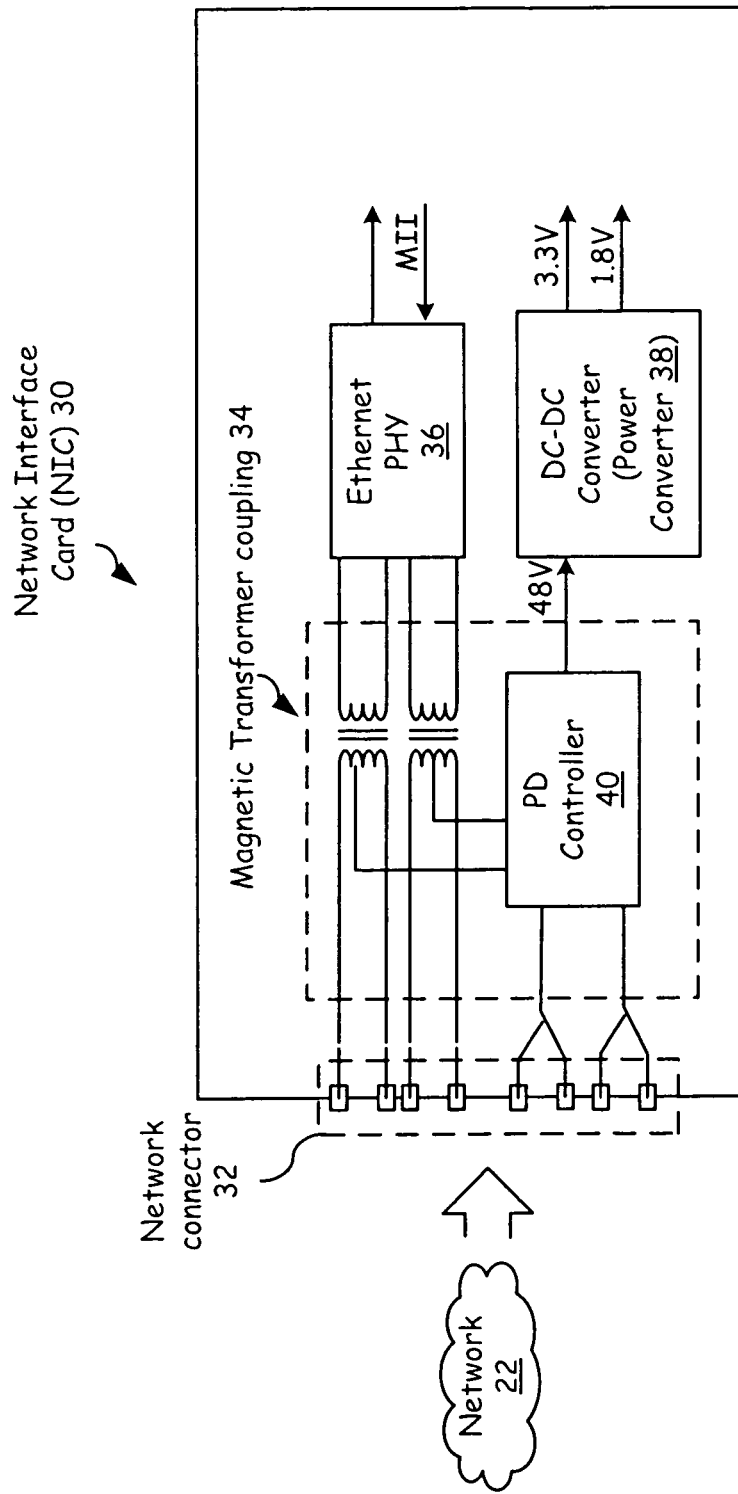 Network Interface
Card (NIC) 30
Magnetic Transformer coupling 34
Network
connector
32
Ethernet
PHY
36
MII
DC-DC
Converter
(Power
Converter 38)
3.3V
1.8V
48V
PD
Controller
40
Network
22